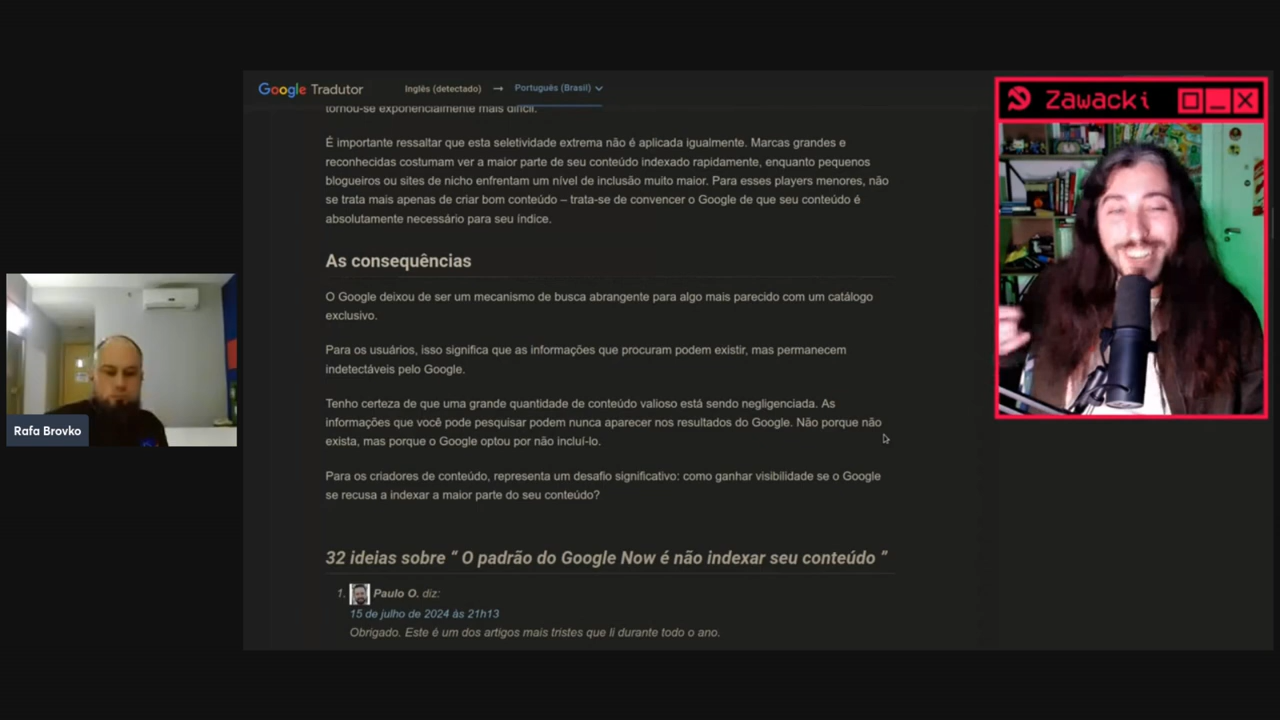 Google Tradutor
Inglês (detectado) → Português (Brasil)
tornou-se exponencialmente mais difícil.
É importante ressaltar que esta seletividade extrema não é aplicada igualmente. Marcas grandes e
reconhecidas costumam ver a maior parte de seu conteúdo indexado rapidamente, enquanto pequenos
blogueiros ou sites de nicho enfrentam um nível de inclusão muito maior. Para esses players menores, não
se trata mais apenas de criar bom conteúdo – trata-se de convencer o Google de que seu conteúdo é
absolutamente necessário para seu índice.
As consequências
O Google deixou de ser um mecanismo de busca abrangente para algo mais parecido com um catálogo
exclusivo.
Para os usuários, isso significa que as informações que procuram podem existir, mas permanecem
indetectáveis pelo Google.
Tenho certeza de que uma grande quantidade de conteúdo valioso está sendo negligenciada. As
informações que você pode pesquisar podem nunca aparecer nos resultados do Google. Não porque não
exista, mas porque o Google optou por não incluí-lo.
Para os criadores de conteúdo, representa um desafio significativo: como ganhar visibilidade se o Google
se recusa a indexar a maior parte do seu conteúdo?
32 ideias sobre “ O padrão do Google Now é não indexar seu conteúdo ”
1. Paulo O. diz:
15 de julho de 2024 às 21h13
Obrigado. Este é um dos artigos mais tristes que li durante todo o ano.
Rafa Brovko
Zawacki